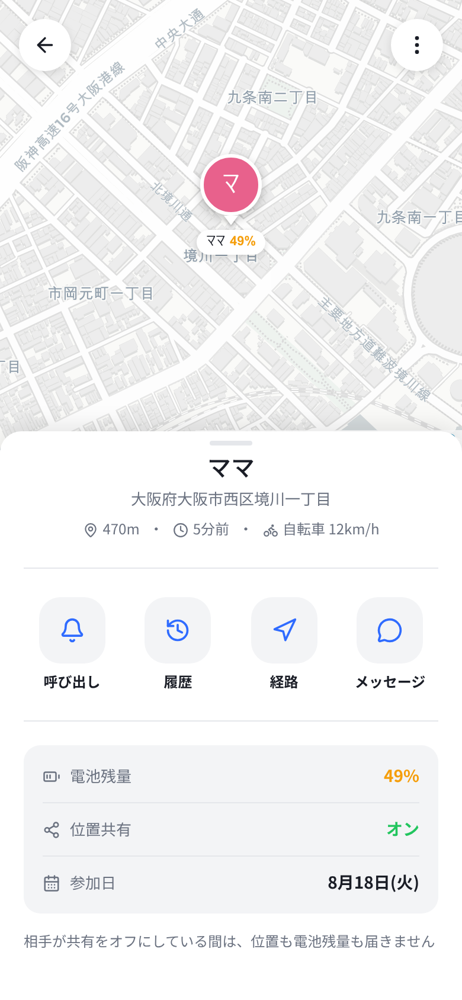 中央大通
阪神高速16号大阪港線
九条南二丁目
マ
北境川通
九条南一丁目
ママ 49%
境川一丁目
市岡元町一丁目
主要地方道難波境川線
丁目
ママ
大阪府大阪市西区境川一丁目
470m ・ 5分前 ・ 自転車 12km/h
呼び出し 履歴 経路 メッセージ
電池残量 49%
位置共有 オン
参加日 8月18日(火)
相手が共有をオフにしている間は、位置も電池残量も届きません